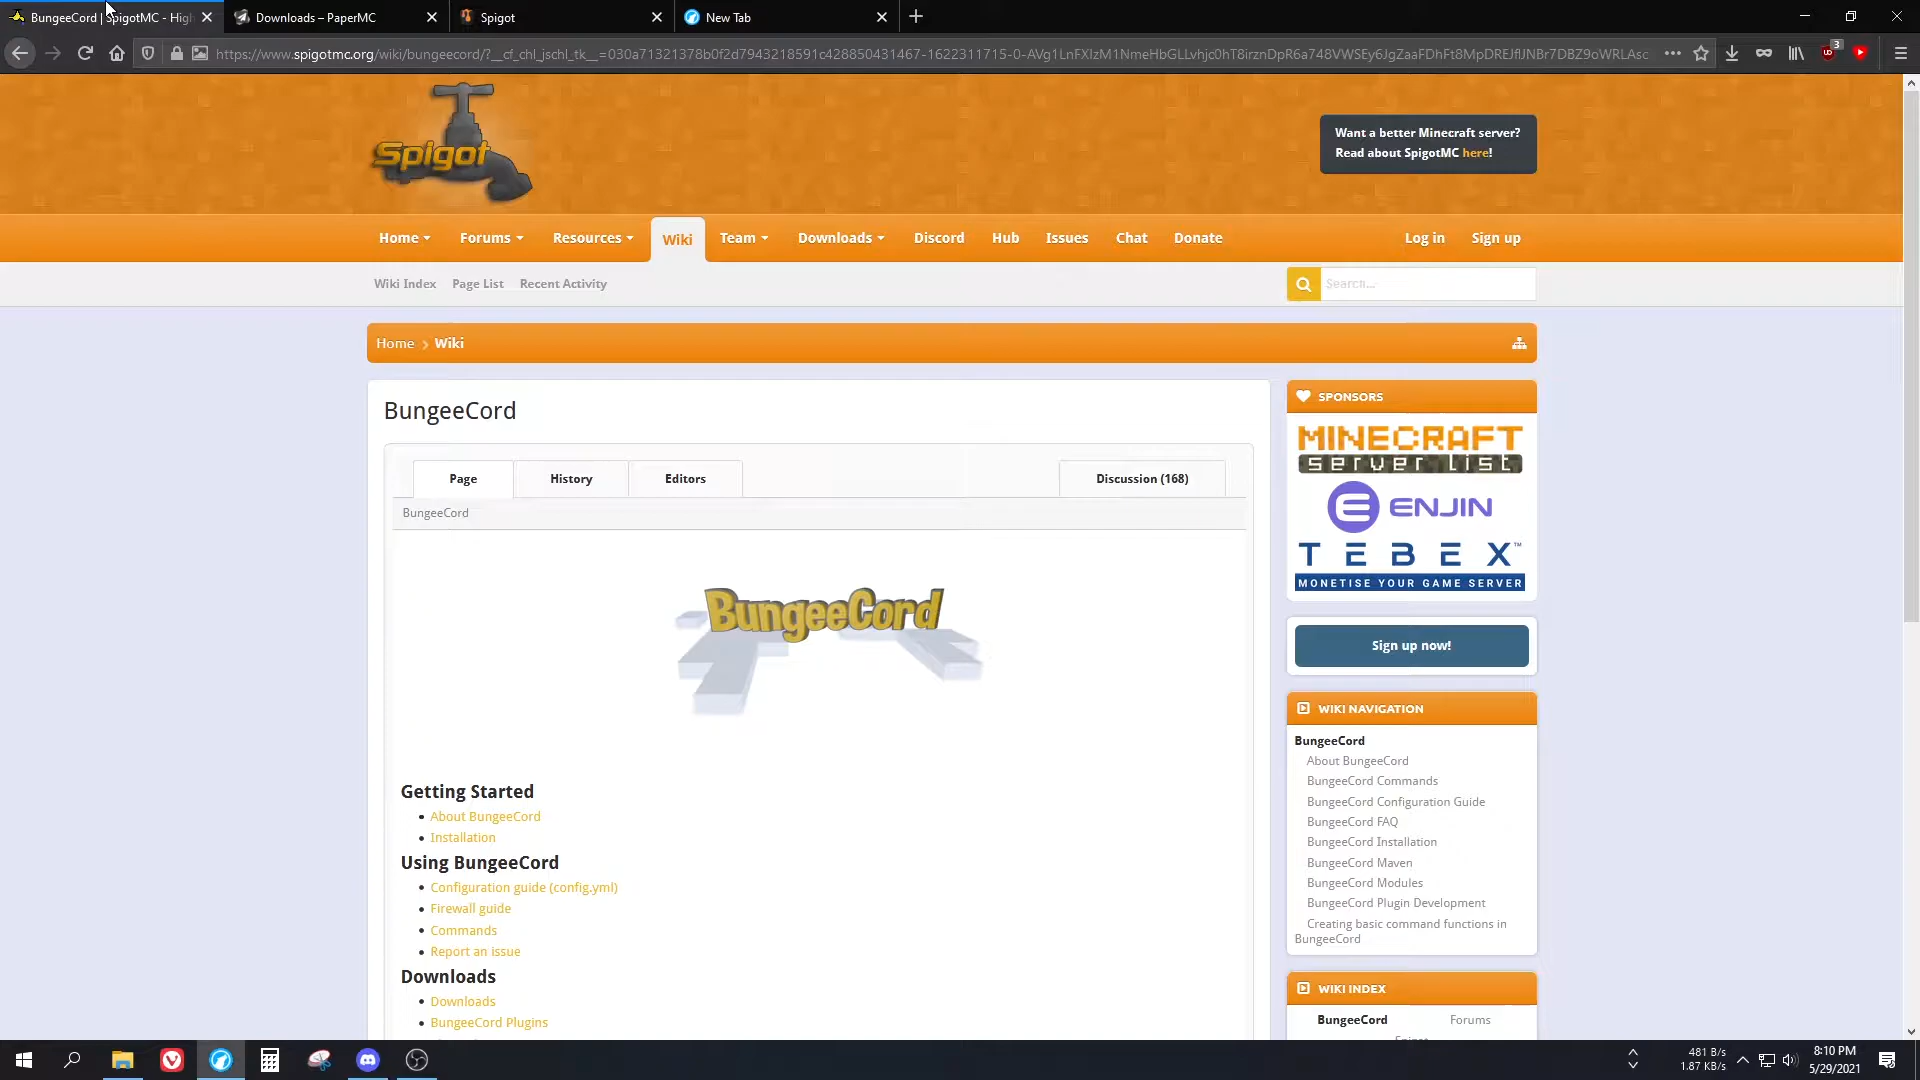 BungeeCord | SpigotMC - High
Downloads – PaperMC
Spigot
New Tab
https://www.spigotmc.org/wiki/bungeecord/?__cf_chl_jschl_tk__=030a71321378b0f2d7943218591c428850431467-1622311715-0-AVg1LnFXIzM1NmeHbGLLvhjc0hT8irznDpR6a748VWSEy6JgZaaFDhFt8MpDREJflJNBr7DBZ9oWRLAsc
3
Spigot
Want a better Minecraft server?
Read about SpigotMC here!
Home Forums Resources Wiki Team Downloads Discord Hub Issues Chat Donate Log in Sign up
Wiki Index Page List Recent Activity
Search...
Home Wiki
BungeeCord
Page History Editors Discussion (168)
BungeeCord
BungeeCord
Getting Started
About BungeeCord
Installation
Using BungeeCord
Configuration guide (config.yml)
Firewall guide
Commands
Report an issue
Downloads
Downloads
BungeeCord Plugins
SPONSORS
MINECRAFT
server list
ENJIN
TEBEX™
MONETISE YOUR GAME SERVER
Sign up now!
WIKI NAVIGATION
BungeeCord
About BungeeCord
BungeeCord Commands
BungeeCord Configuration Guide
BungeeCord FAQ
BungeeCord Installation
BungeeCord Maven
BungeeCord Modules
BungeeCord Plugin Development
Creating basic command functions in
BungeeCord
WIKI INDEX
BungeeCord Forums
481 B/s
1.87 KB/s
8:10 PM
5/29/2021